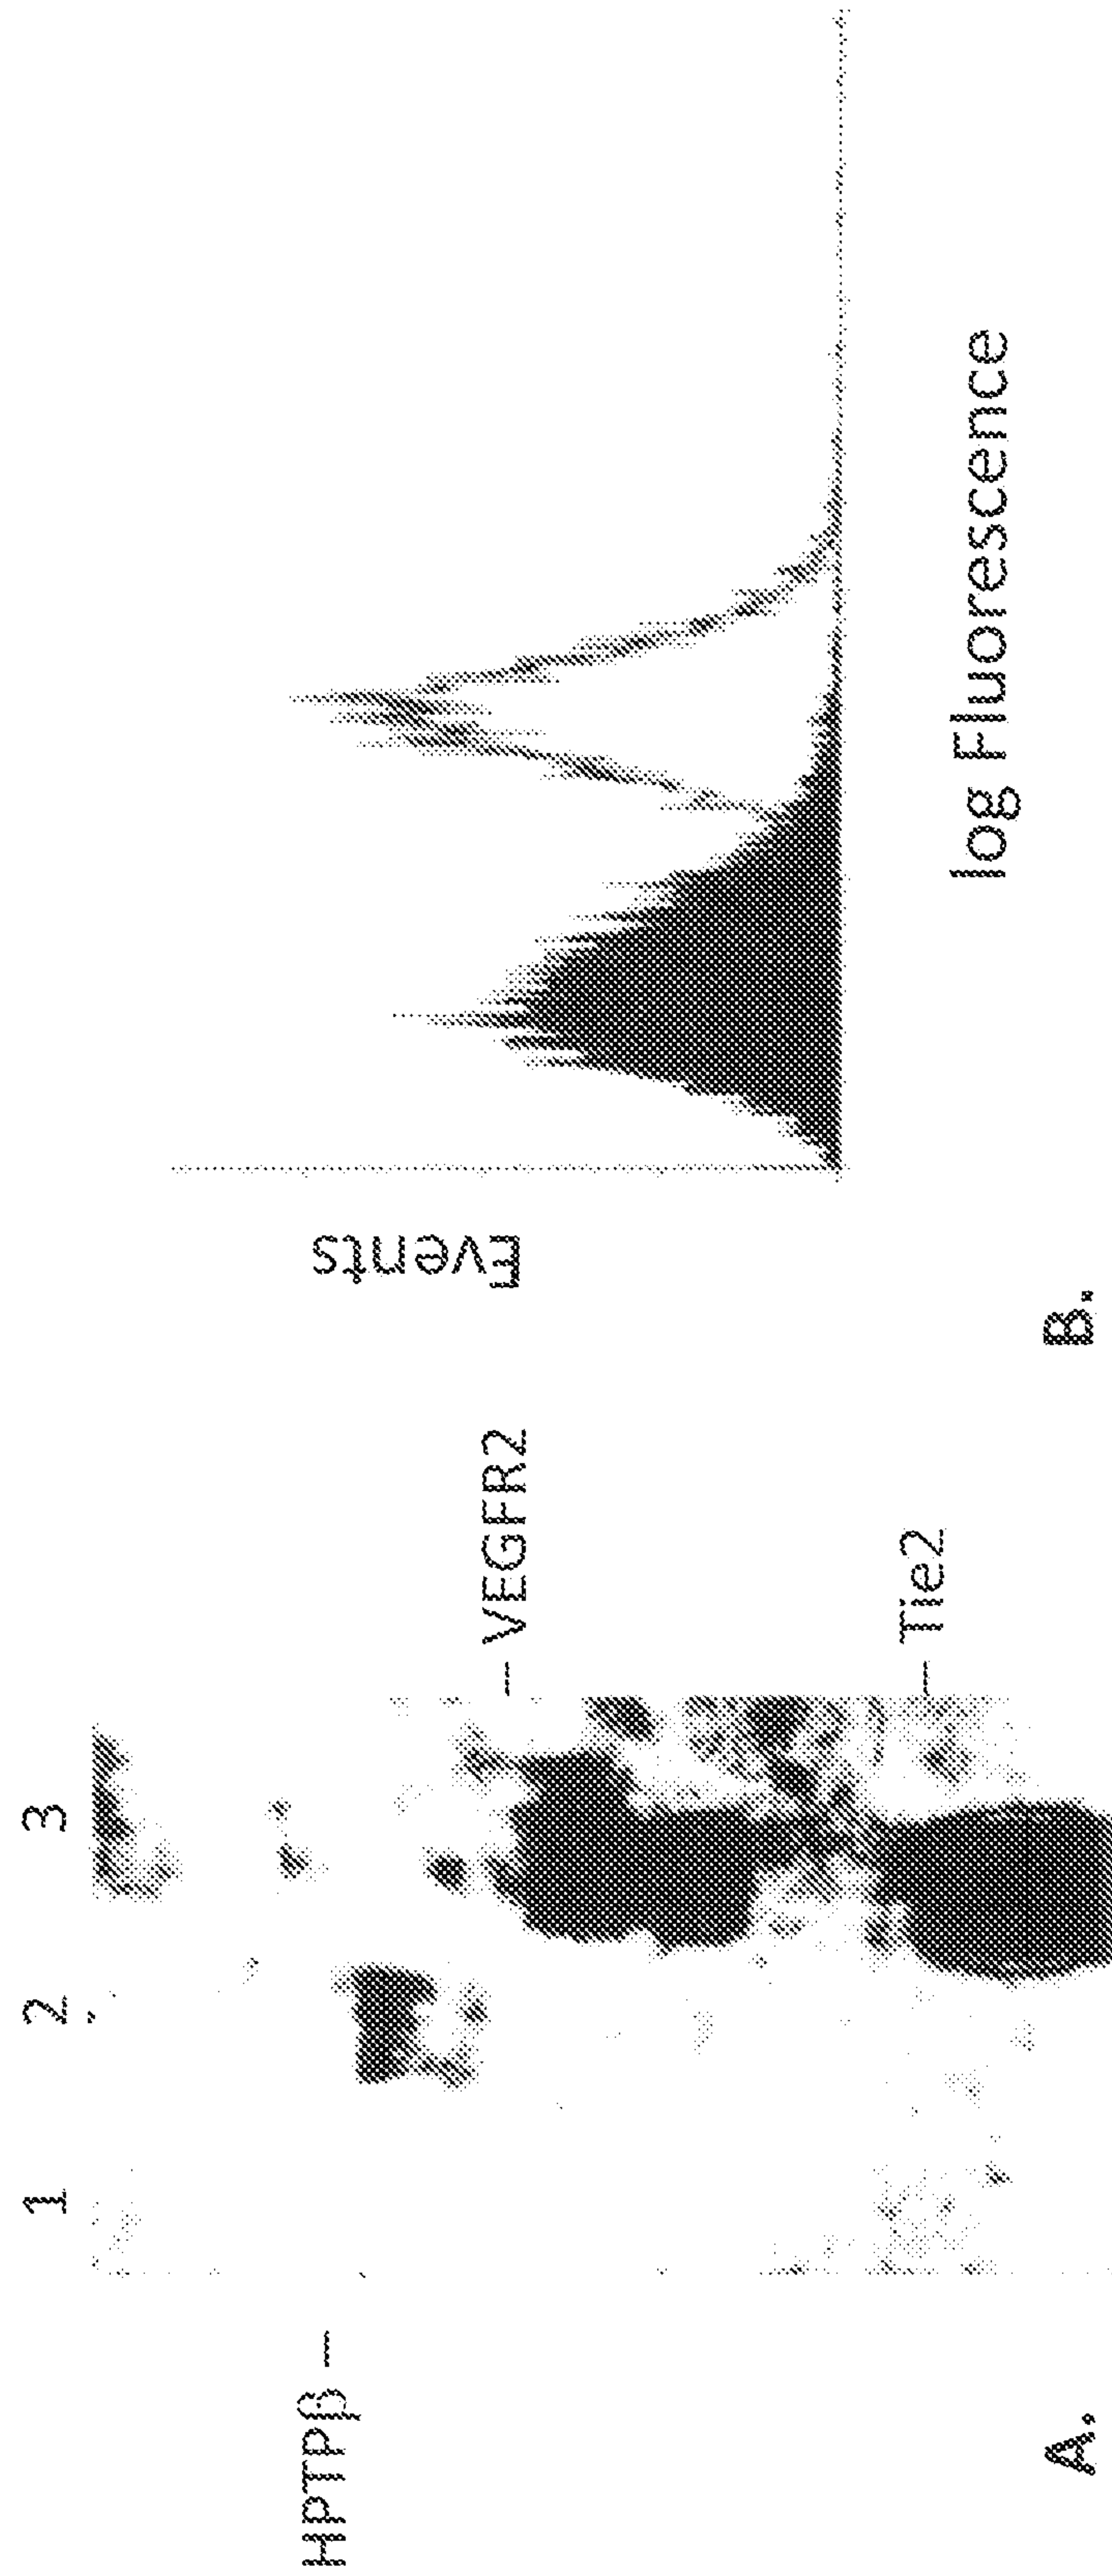 1 2 3
HPTPβ –
– VEGFR2
– Tie2
A.
Events
log Fluorescence
B.